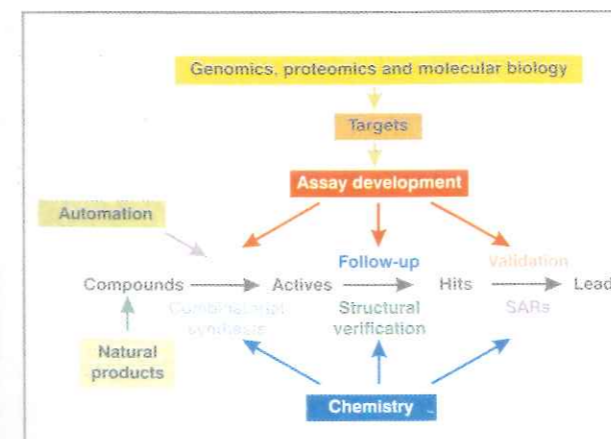 Genomics, proteomics and molecular biology
Targets
Assay development
Automation
Follow-up
Validation
Compounds
Actives
Hits
Lead
Combinatorial
synthesis
Structural
verification
SARs
Natural
products
Chemistry